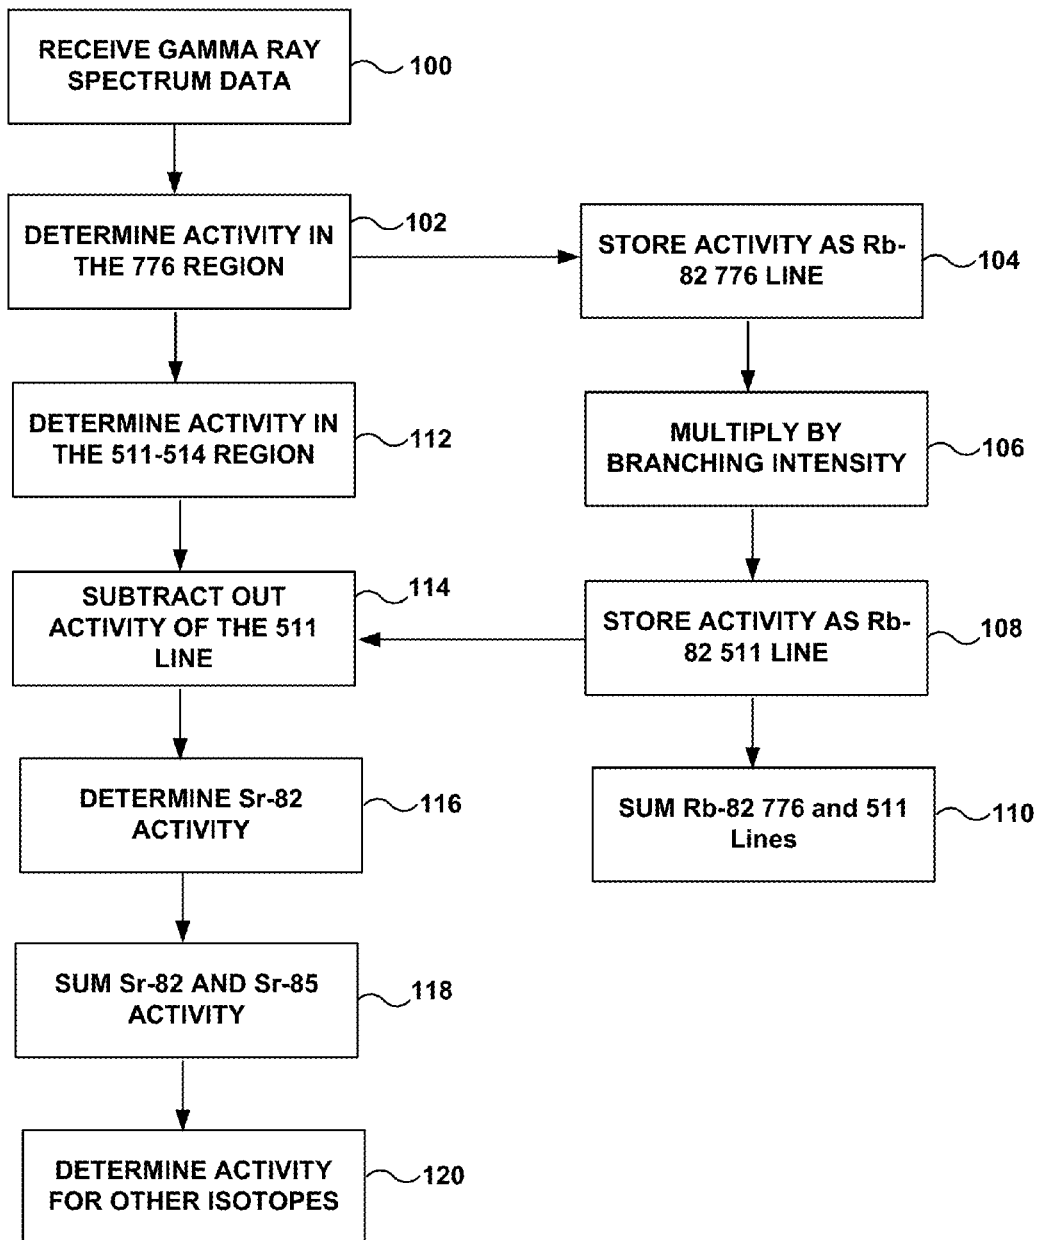 RECEIVE GAMMA RAY
SPECTRUM DATA
100
DETERMINE ACTIVITY IN
THE 776 REGION
102
STORE ACTIVITY AS Rb-
82 776 LINE
104
MULTIPLY BY
BRANCHING INTENSITY
106
STORE ACTIVITY AS Rb-
82 511 LINE
108
SUM Rb-82 776 and 511
Lines
110
DETERMINE ACTIVITY IN
THE 511-514 REGION
112
SUBTRACT OUT
ACTIVITY OF THE 511
LINE
114
DETERMINE Sr-82
ACTIVITY
116
SUM Sr-82 AND Sr-85
ACTIVITY
118
DETERMINE ACTIVITY
FOR OTHER ISOTOPES
120